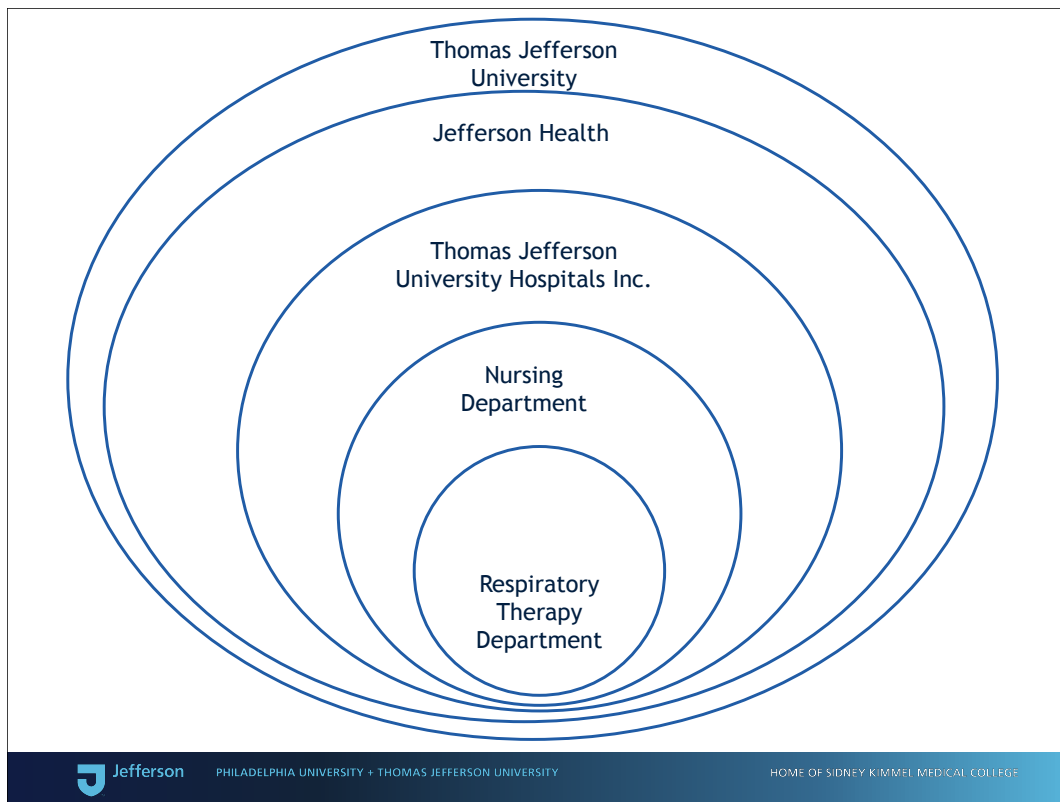 Thomas Jefferson
University
Jefferson Health
Thomas Jefferson
University Hospitals Inc.
Nursing
Department
Respiratory
Therapy
Department
Jefferson
PHILADELPHIA UNIVERSITY + THOMAS JEFFERSON UNIVERSITY
HOME OF SIDNEY KIMMEL MEDICAL COLLEGE